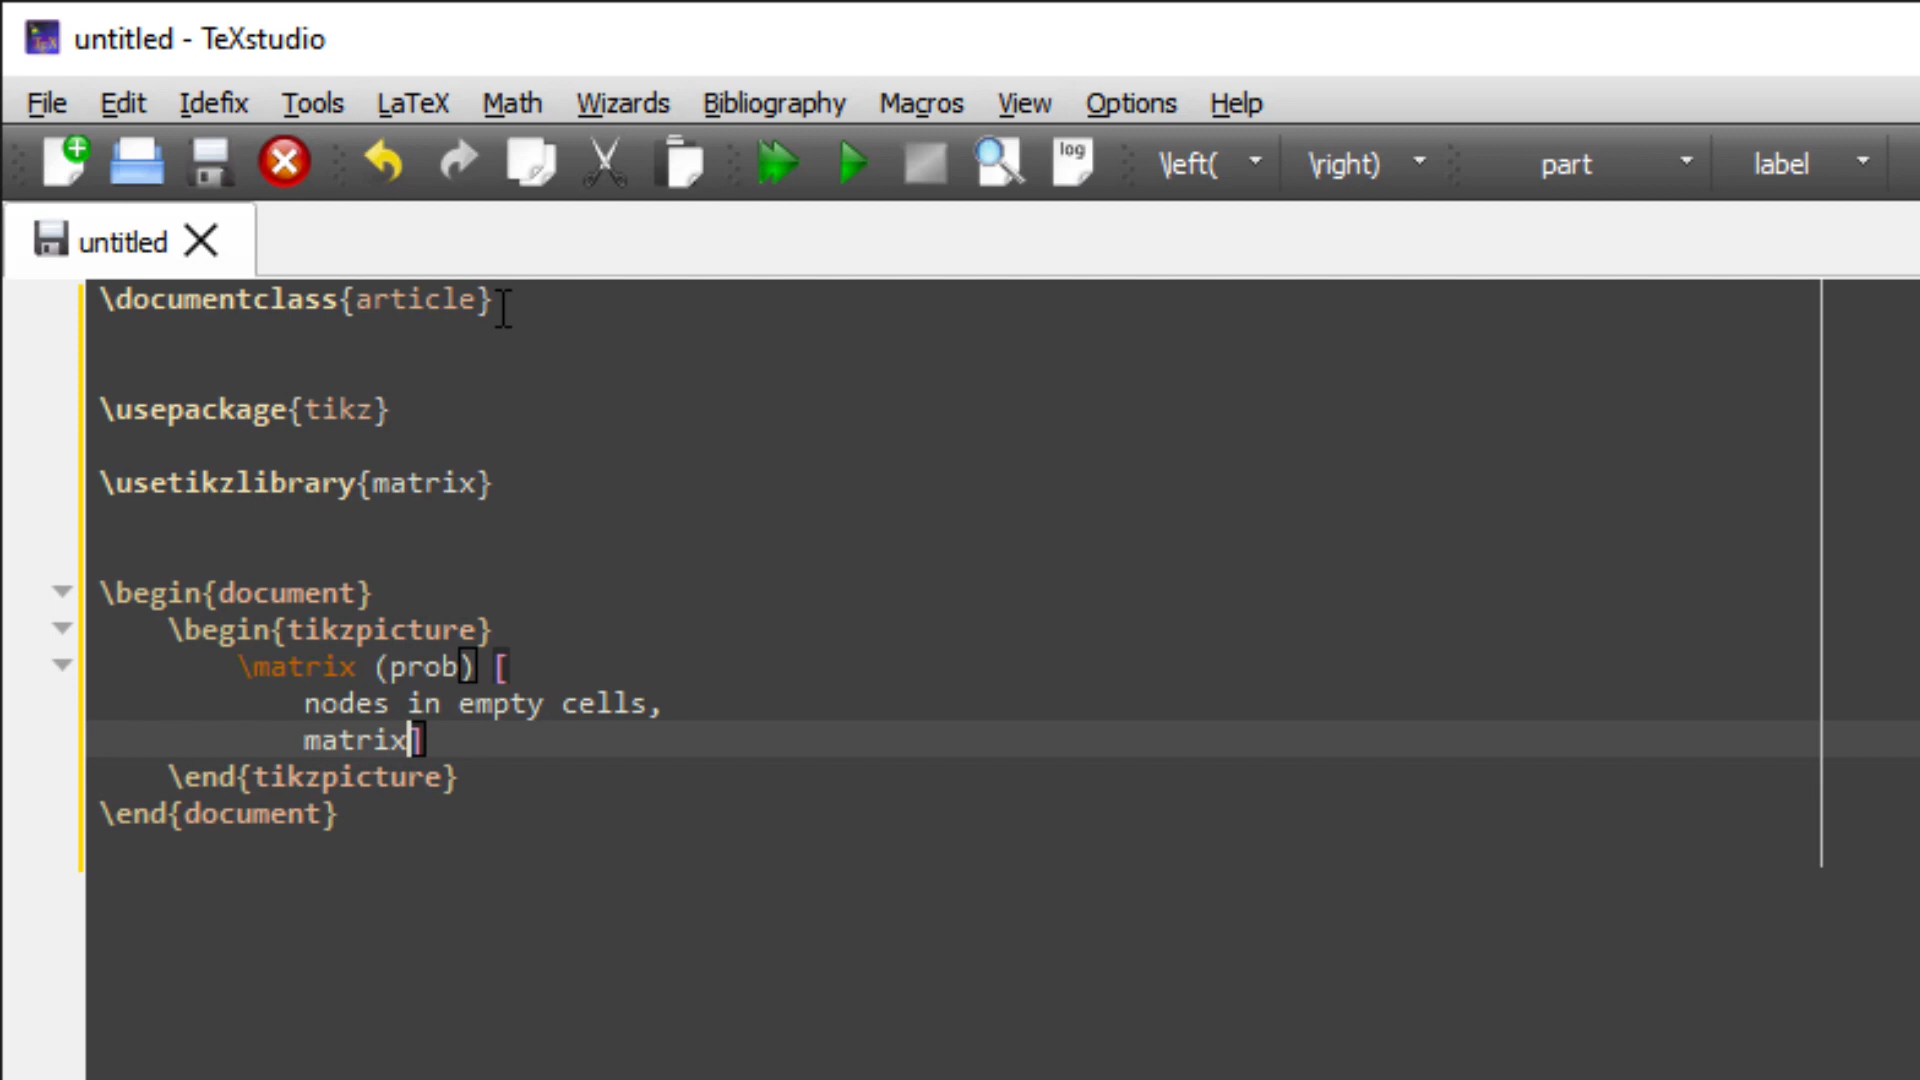 untitled - TeXstudio
File Edit Idefix Tools LaTeX Math Wizards Bibliography Macros View Options Help
log \left( \right) part label
untitled
\documentclass{article}
\usepackage{tikz}
\usetikzlibrary{matrix}
\begin{document}
\begin{tikzpicture}
\matrix (prob) [
nodes in empty cells,
matrix]
\end{tikzpicture}
\end{document}